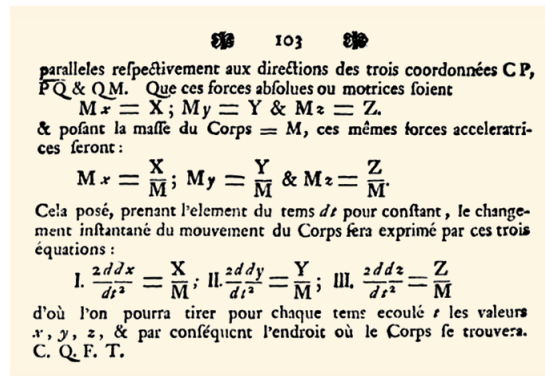 103
paralleles reſpectivement aux directions des trois coordonnées CP,
PQ & QM. Que ces forces abſolues ou motrices ſoient
Mx = X; My = Y & Mz = Z.
& poſant la maſſe du Corps = M, ces mêmes forces acceleratri-
ces ſeront:
Mx = X/M; My = Y/M & Mz = Z/M.
Cela poſé, prenant l'element du tems dt pour conſtant, le change-
ment inſtantané du mouvement du Corps ſera exprimé par ces trois
équations:
I. 2ddx/dt² = X/M; II. 2ddy/dt² = Y/M; III. 2ddz/dt² = Z/M
d'où l'on pourra tirer pour chaque tems ecoulé t les valeurs
x, y, z, & par conſéquent l'endroit où le Corps ſe trouvera.
C. Q. F. T.